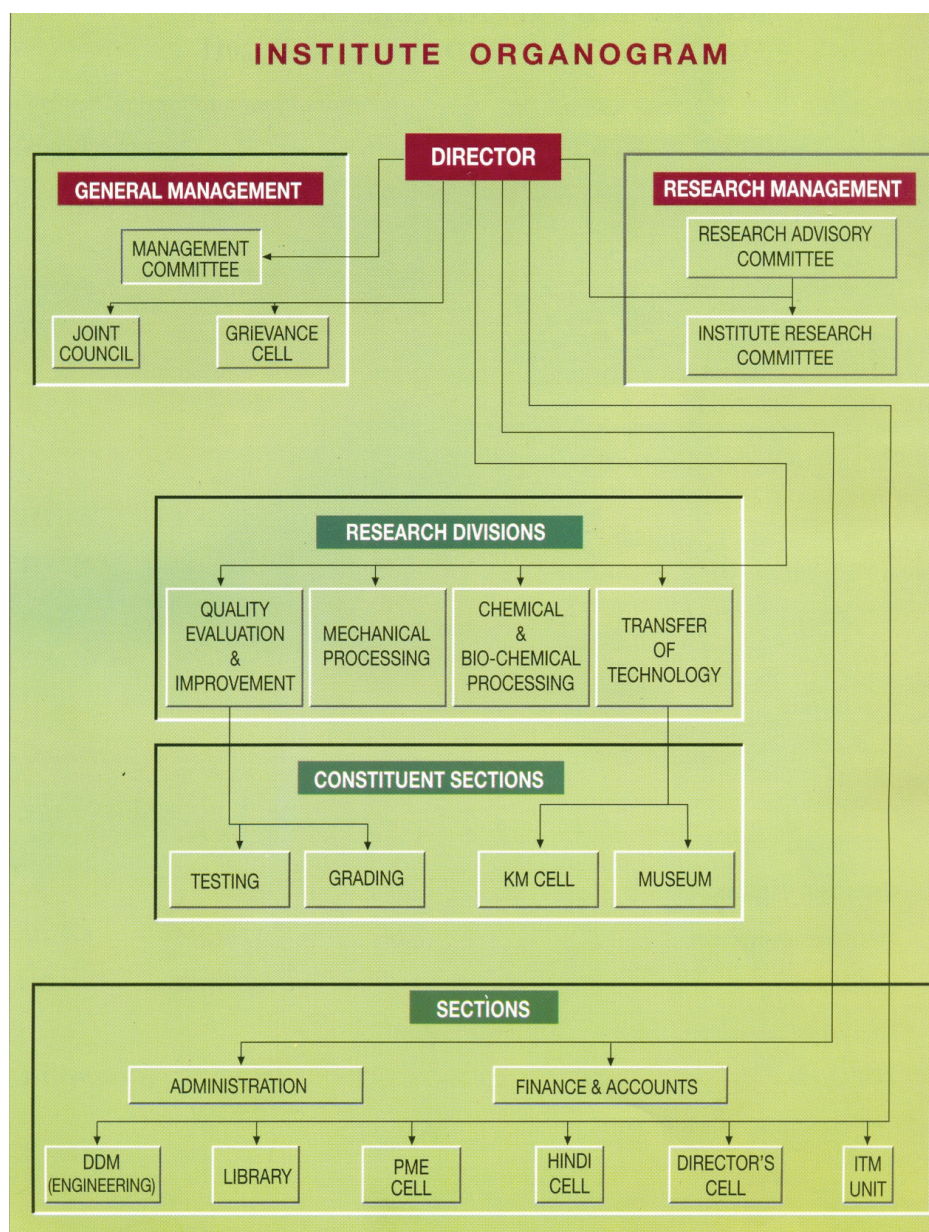 INSTITUTE ORGANOGRAM
DIRECTOR
GENERAL MANAGEMENT
MANAGEMENT
COMMITTEE
JOINT
COUNCIL
GRIEVANCE
CELL
RESEARCH MANAGEMENT
RESEARCH ADVISORY
COMMITTEE
INSTITUTE RESEARCH
COMMITTEE
RESEARCH DIVISIONS
QUALITY
EVALUATION
&
IMPROVEMENT
MECHANICAL
PROCESSING
CHEMICAL
&
BIO-CHEMICAL
PROCESSING
TRANSFER
OF
TECHNOLOGY
CONSTITUENT SECTIONS
TESTING
GRADING
KM CELL
MUSEUM
SECTIONS
ADMINISTRATION
FINANCE & ACCOUNTS
DDM
(ENGINEERING)
LIBRARY
PME
CELL
HINDI
CELL
DIRECTOR'S
CELL
ITM
UNIT